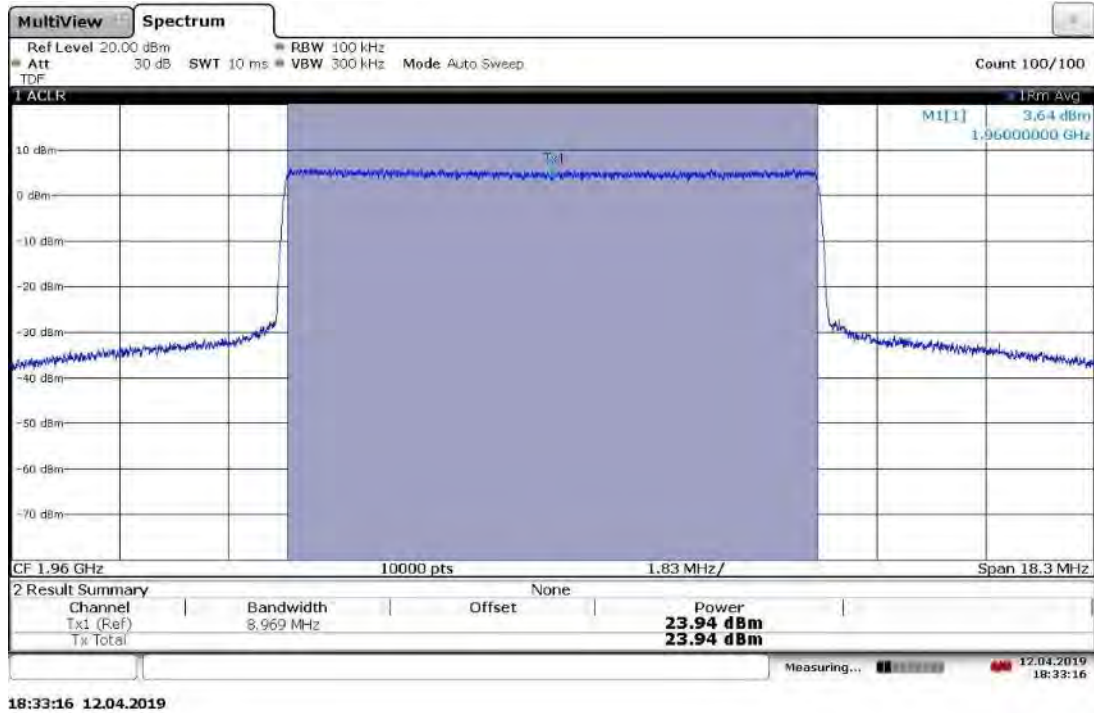 MultiView Spectrum
Ref Level 20.00 dBm RBW 100 kHz
Att 30 dB SWT 10 ms VBW 300 kHz Mode Auto Sweep Count 100/100
TDF
1 ACLR 1Rm Avg
M1[1] 3.64 dBm
1.96000000 GHz
10 dBm
Tx1
0 dBm
-10 dBm
-20 dBm
-30 dBm
-40 dBm
-50 dBm
-60 dBm
-70 dBm
CF 1.96 GHz 10000 pts 1.83 MHz/ Span 18.3 MHz
2 Result Summary None
Channel Bandwidth Offset Power
Tx1 (Ref) 8.969 MHz 23.94 dBm
Tx Total 23.94 dBm
Measuring... 12.04.2019
18:33:16
18:33:16 12.04.2019